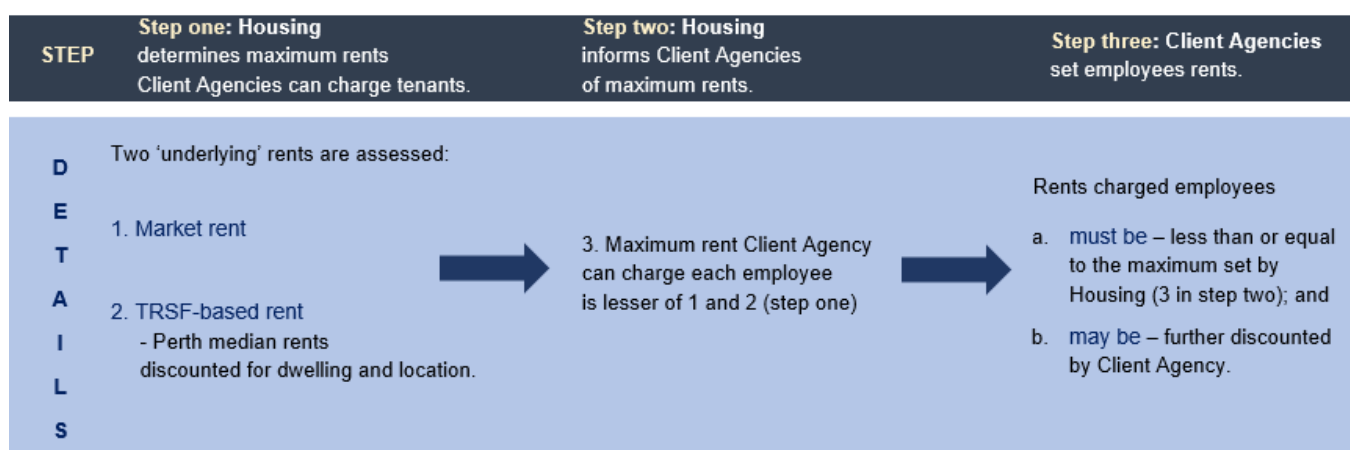 STEP
Step one: Housing
determines maximum rents
Client Agencies can charge tenants.
Step two: Housing
informs Client Agencies
of maximum rents.
Step three: Client Agencies
set employees rents.
D
E
T
A
I
L
S
Two ‘underlying’ rents are assessed:
1. Market rent
2. TRSF-based rent
- Perth median rents
discounted for dwelling and location.
3. Maximum rent Client Agency
can charge each employee
is lesser of 1 and 2 (step one)
Rents charged employees
a. must be – less than or equal
to the maximum set by
Housing (3 in step two); and
b. may be – further discounted
by Client Agency.